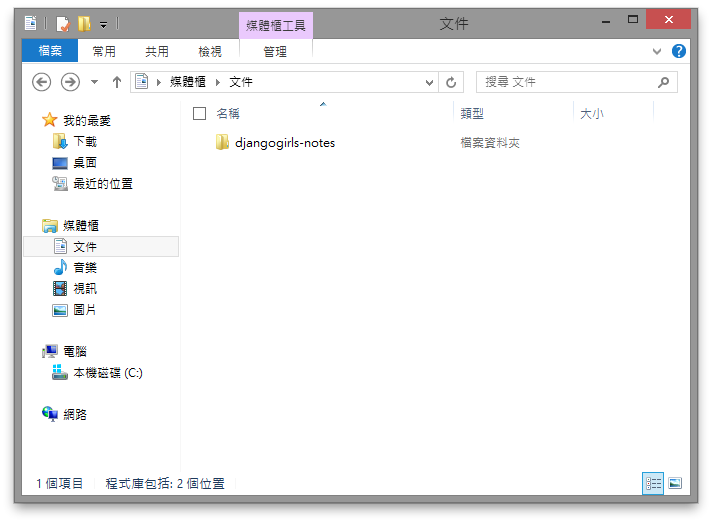 媒體櫃工具
文件
檔案 常用 共用 檢視 管理
媒體櫃 文件
搜尋 文件
名稱 類型 大小
djangogirls-notes 檔案資料夾
我的最愛
下載
桌面
最近的位置
媒體櫃
文件
音樂
視訊
圖片
電腦
本機磁碟 (C:)
網路
1 個項目 程式庫包括: 2 個位置